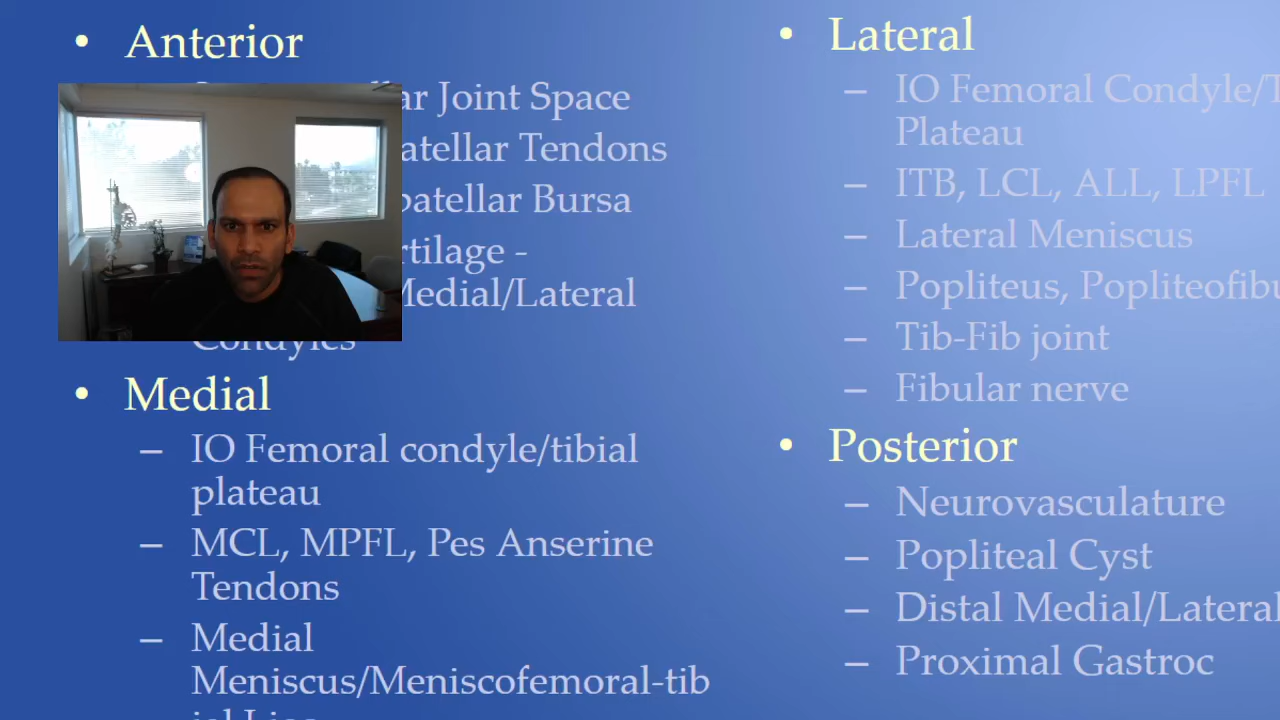 • Anterior
ar Joint Space
atellar Tendons
patellar Bursa
rtilage -
Medial/Lateral
Condyles
• Medial
– IO Femoral condyle/tibial
plateau
– MCL, MPFL, Pes Anserine
Tendons
– Medial
Meniscus/Meniscofemoral-tib
• Lateral
– IO Femoral Condyle/T
Plateau
– ITB, LCL, ALL, LPFL
– Lateral Meniscus
– Popliteus, Popliteofibu
– Tib-Fib joint
– Fibular nerve
• Posterior
– Neurovasculature
– Popliteal Cyst
– Distal Medial/Lateral
– Proximal Gastroc